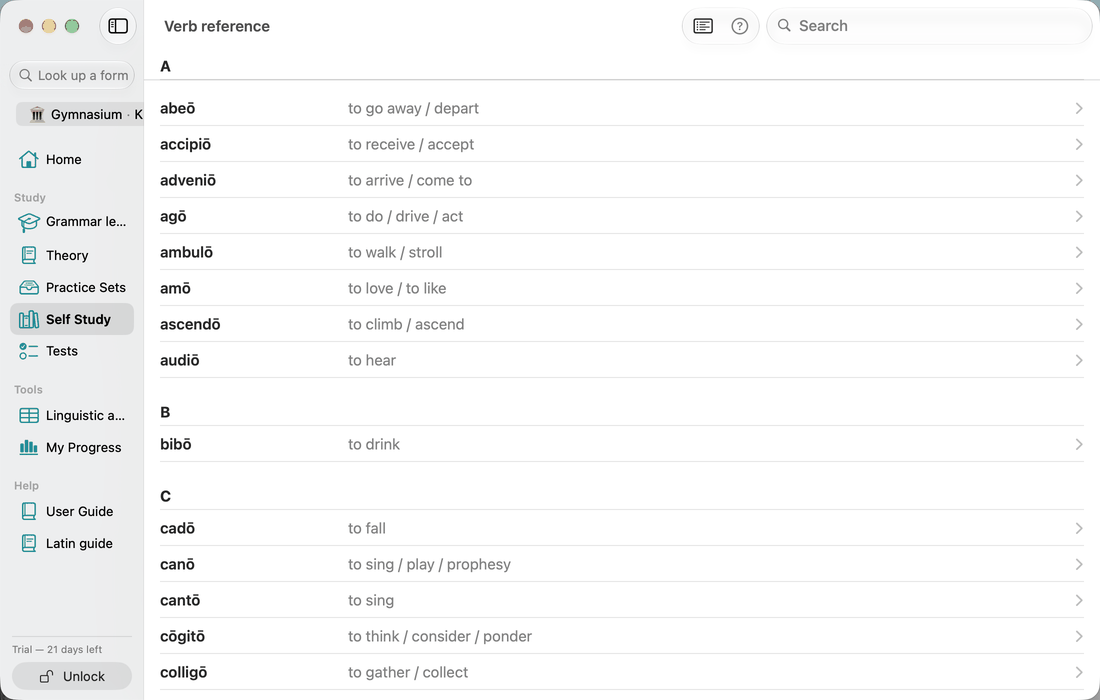 Verb reference
Search
Look up a form
Gymnasium · K
Home
Study
Grammar le...
Theory
Practice Sets
Self Study
Tests
Tools
Linguistic a...
My Progress
Help
User Guide
Latin guide
Trial — 21 days left
Unlock
A
abeō to go away / depart
accipiō to receive / accept
adveniō to arrive / come to
agō to do / drive / act
ambulō to walk / stroll
amō to love / to like
ascendō to climb / ascend
audiō to hear
B
bibō to drink
C
cadō to fall
canō to sing / play / prophesy
cantō to sing
cōgitō to think / consider / ponder
colligō to gather / collect